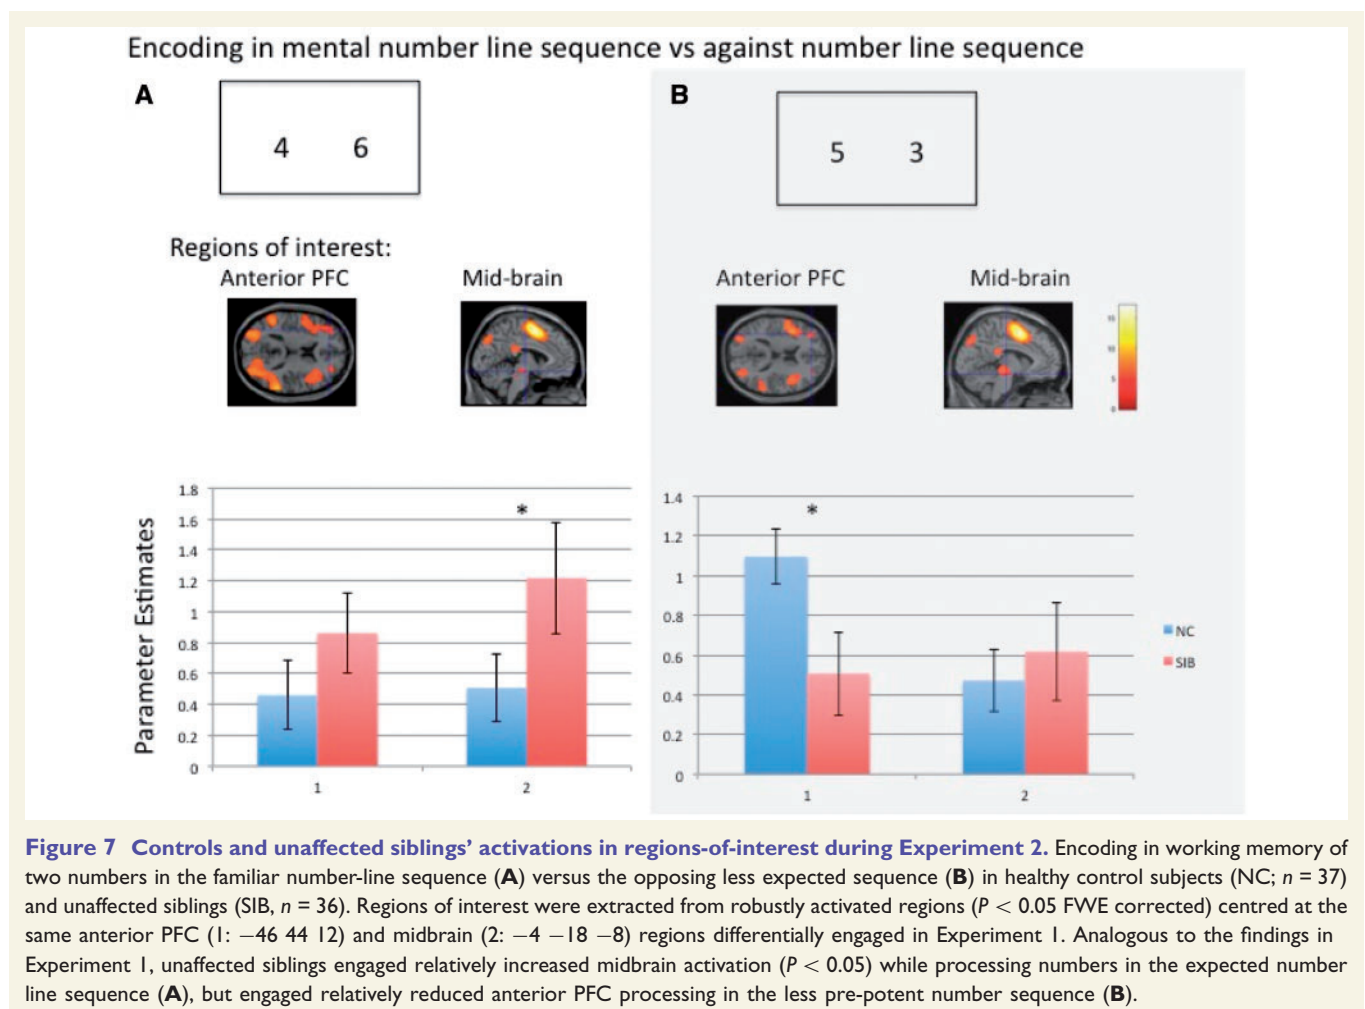 Encoding in mental number line sequence vs against number line sequence
A
4 6
Regions of interest:
Anterior PFC Mid-brain
B
5 3
Anterior PFC Mid-brain
15
10
5
0
Parameter Estimates
1.8
1.6
1.4
1.2
1
0.8
0.6
0.4
0.2
0
*
1 2
1.4
1.2
1
0.8
0.6
0.4
0.2
0
*
1 2
NC
SIB
Figure 7 Controls and unaffected siblings’ activations in regions-of-interest during Experiment 2. Encoding in working memory of
two numbers in the familiar number-line sequence (A) versus the opposing less expected sequence (B) in healthy control subjects (NC; n = 37)
and unaffected siblings (SIB, n = 36). Regions of interest were extracted from robustly activated regions (P < 0.05 FWE corrected) centred at the
same anterior PFC (1: −46 44 12) and midbrain (2: −4 −18 −8) regions differentially engaged in Experiment 1. Analogous to the findings in
Experiment 1, unaffected siblings engaged relatively increased midbrain activation (P < 0.05) while processing numbers in the expected number
line sequence (A), but engaged relatively reduced anterior PFC processing in the less pre-potent number sequence (B).